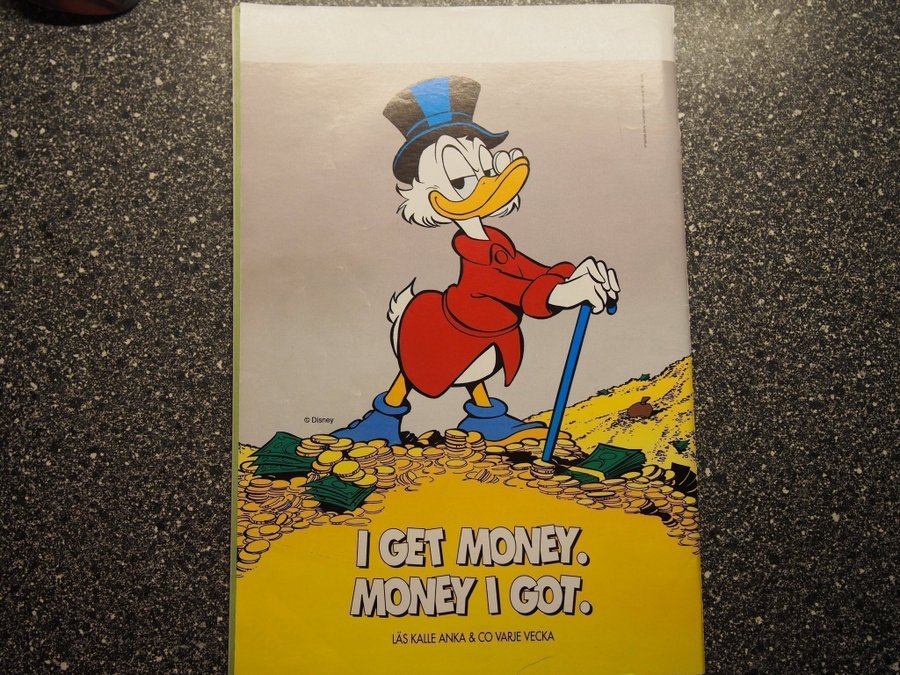 © Disney
I GET MONEY.
MONEY I GOT.
LÄS KALLE ANKA & CO VARJE VECKA